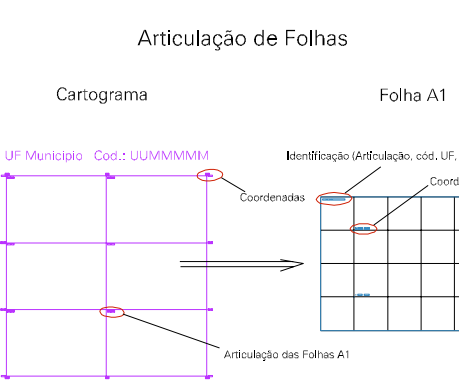 Articulação de Folhas
Cartograma
Folha A1
UF Municipio Cod.: UUMMMMM
Identificação (Articulação, cód. UF,
Coord
Coordenadas
Articulação das Folhas A1